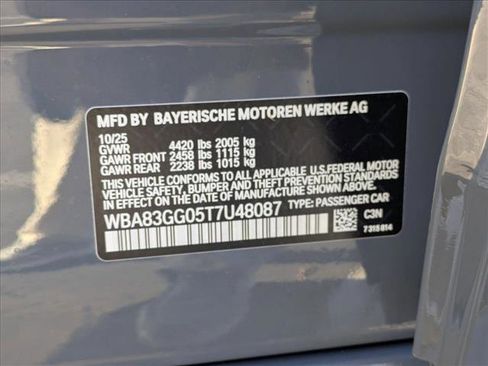 MFD BY BAYERISCHE MOTOREN WERKE AG
10/25
GVWR 4420 lbs 2005 kg
GAWR FRONT 2458 lbs 1115 kg
GAWR REAR 2238 lbs 1015 kg
THIS VEHICLE CONFORMS TO ALL APPLICABLE U.S. FEDERAL MOTOR
VEHICLE SAFETY, BUMPER AND THEFT PREVENTION STANDARDS
IN EFFECT ON THE DATE OF MANUFACTURE SHOWN ABOVE.
WBA83GG05T7U48087 TYPE: PASSENGER CAR
C3N
7315814